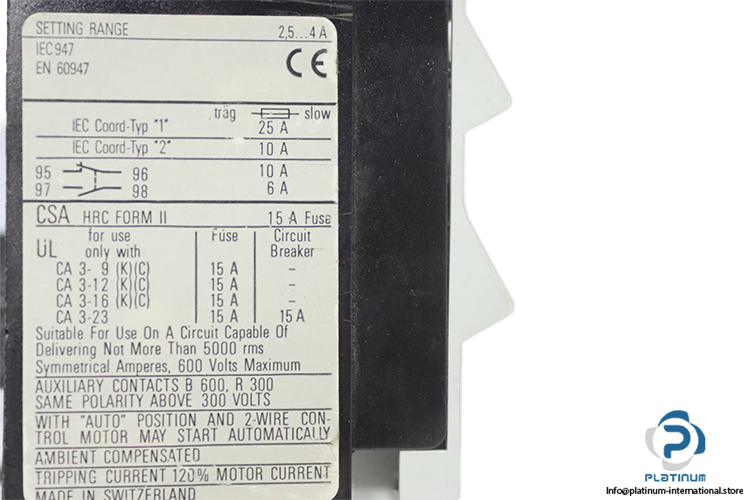 SETTING RANGE 2,5...4 A
IEC947
EN 60947
CE
träg slow
IEC Coord-Typ "1" 25 A
IEC Coord-Typ "2" 10 A
95 96 10 A
97 98 6 A
CSA HRC FORM II 15 A Fuse
UL for use only with Fuse Circuit Breaker
CA 3- 9 (K)(C) 15 A -
CA 3-12 (K)(C) 15 A -
CA 3-16 (K)(C) 15 A -
CA 3-23 15 A 15 A
Suitable For Use On A Circuit Capable Of
Delivering Not More Than 5000 rms
Symmetrical Amperes, 600 Volts Maximum
AUXILIARY CONTACTS B 600, R 300
SAME POLARITY ABOVE 300 VOLTS
WITH "AUTO" POSITION AND 2-WIRE CON-
TROL MOTOR MAY START AUTOMATICALLY
AMBIENT COMPENSATED
TRIPPING CURRENT 120% MOTOR CURRENT
MADE IN SWITZERLAND
PLATINUM
Info@platinum-international.store